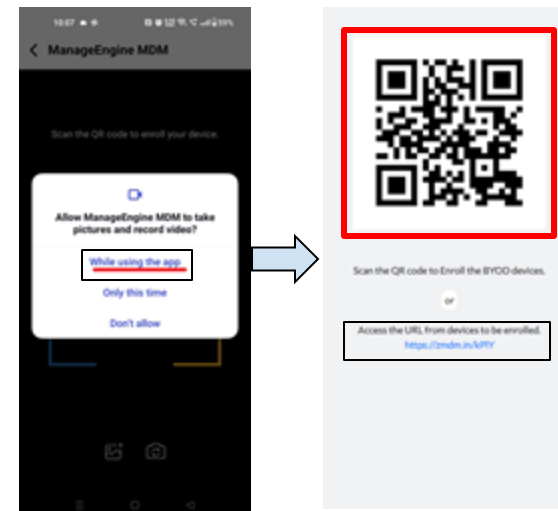 10:07
59%
ManageEngine MDM
Scan the QR code to enroll your device.
Allow ManageEngine MDM to take
pictures and record video?
While using the app
Only this time
Don't allow
Scan the QR code to Enroll the BYOD devices.
or
Access the URL from devices to be enrolled.
https://zmdm.in/kPlY